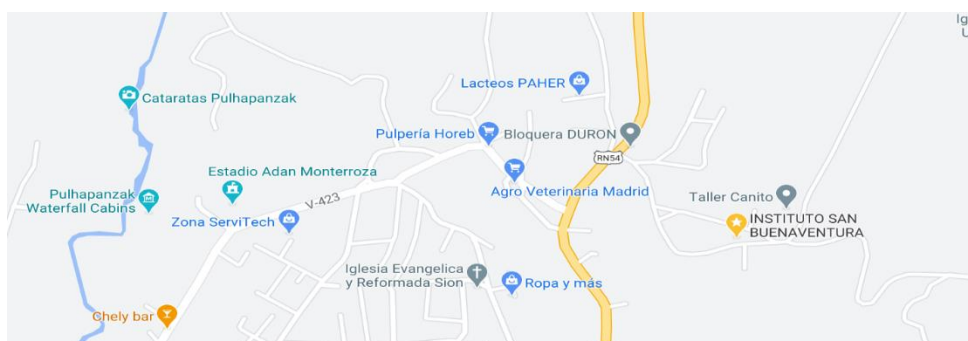 Ig
U
Lacteos PAHER
Cataratas Pulhapanzak
Pulpería Horeb
Bloquera DURON
RN54
Estadio Adan Monterroza
Agro Veterinaria Madrid
Pulhapanzak
Waterfall Cabins
V-423
Taller Canito
Zona ServiTech
INSTITUTO SAN
BUENAVENTURA
Iglesia Evangelica
y Reformada Sion
Ropa y más
Chely bar